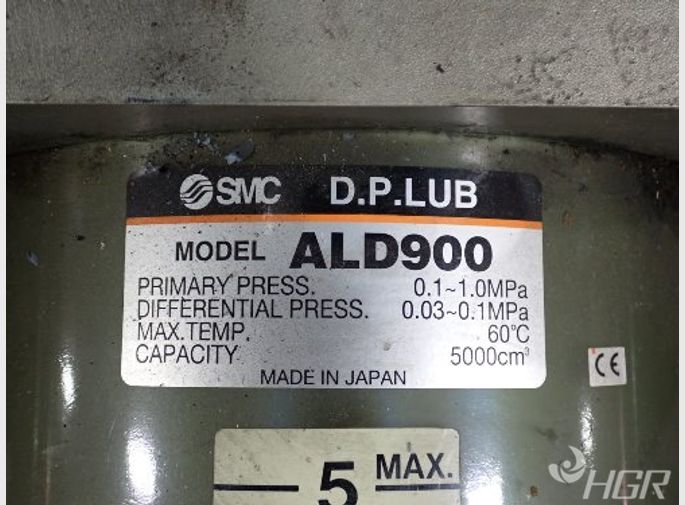 SMC D.P.LUB
MODEL ALD900
PRIMARY PRESS. 0.1~1.0MPa
DIFFERENTIAL PRESS. 0.03~0.1MPa
MAX.TEMP. 60°C
CAPACITY 5000cm³
MADE IN JAPAN
CE
5 MAX.
HGR